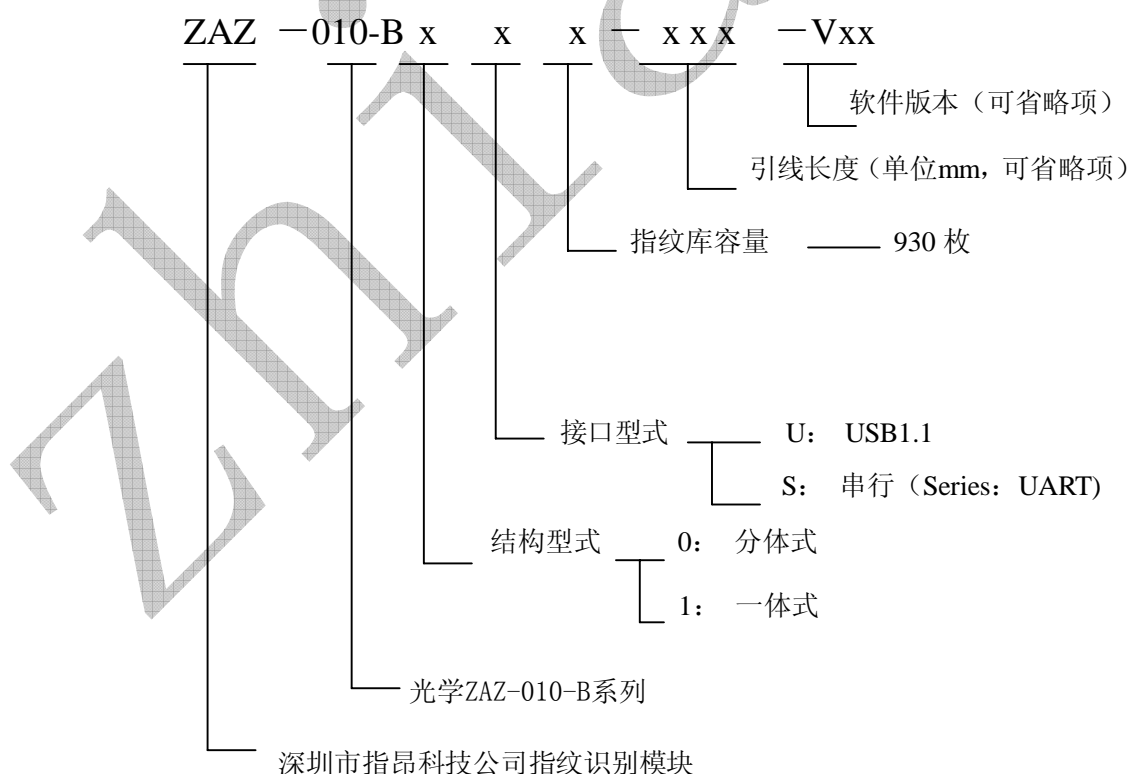 ZAZ －010-B x x x － x x x －Vxx
软件版本（可省略项）
引线长度（单位mm，可省略项）
指纹库容量 930 枚
接口型式 U： USB1.1
S： 串行（Series：UART)
结构型式 0： 分体式
1： 一体式
光学ZAZ-010-B系列
深圳市指昂科技公司指纹识别模块